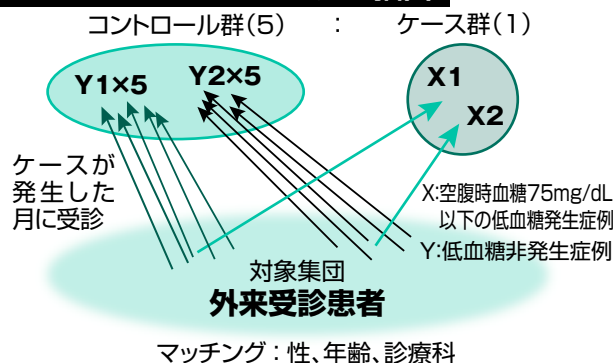 コントロール群(5) : ケース群(1)
Y1×5 Y2×5 X1
X2
ケースが
発生した
月に受診
X:空腹時血糖75mg/dL
以下の低血糖発生症例
Y:低血糖非発生症例
対象集団
外来受診患者
マッチング:性、年齢、診療科